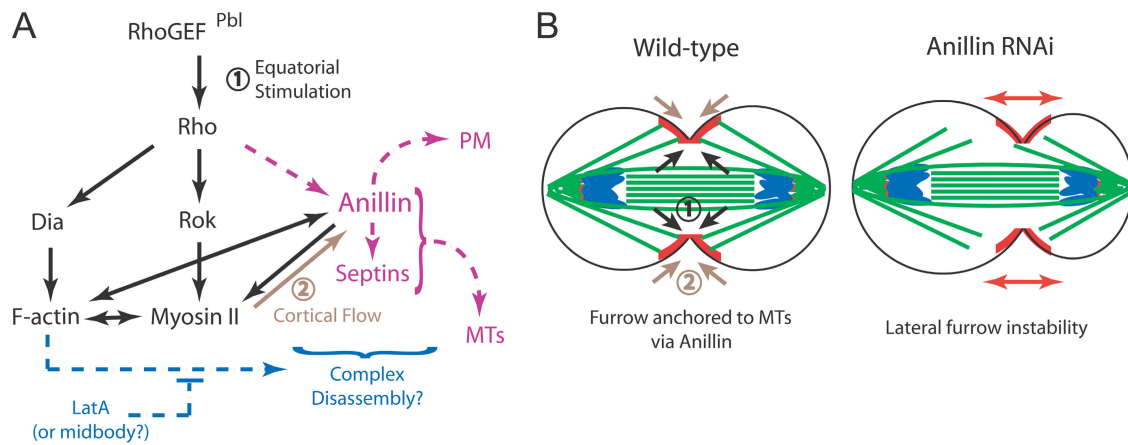 A
RhoGEF Pbl
① Equatorial
Stimulation
Rho
PM
Anillin
Dia
Rok
Septins
②
F-actin
Myosin II
Cortical Flow
MTs
Complex
Disassembly?
LatA
(or midbody?)
B
Wild-type
①
②
Furrow anchored to MTs
via Anillin
Anillin RNAi
Lateral furrow instability